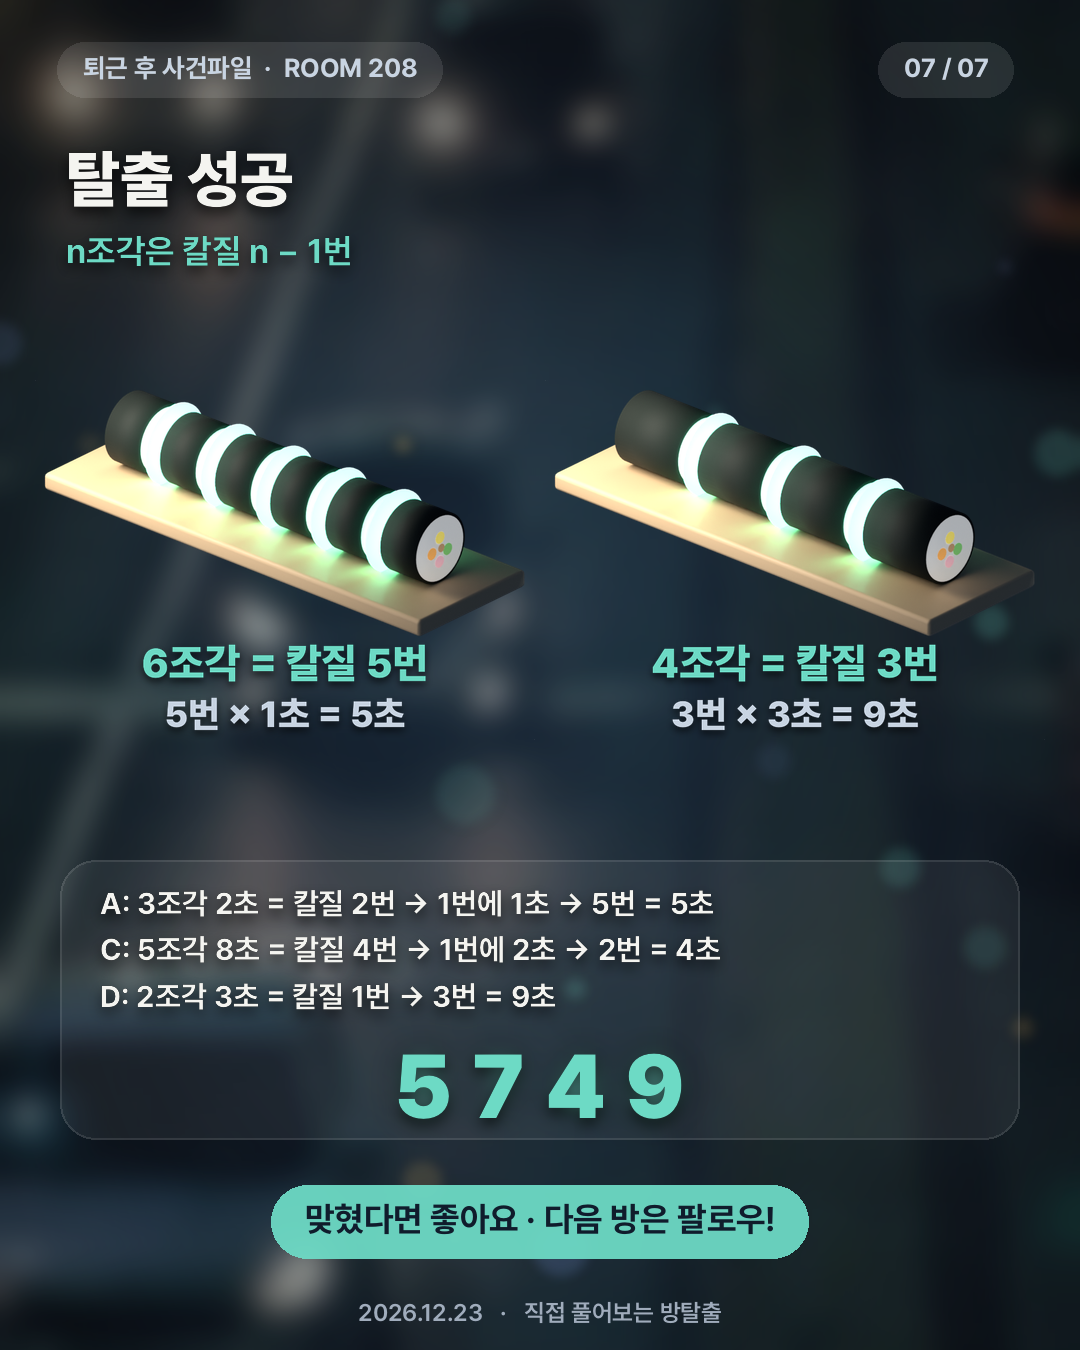 퇴근 후 사건파일 · ROOM 208
07 / 07
탈출 성공
n조각은 칼질 n – 1번
6조각 = 칼질 5번
5번 × 1초 = 5초
4조각 = 칼질 3번
3번 × 3초 = 9초
A: 3조각 2초 = 칼질 2번 → 1번에 1초 → 5번 = 5초
C: 5조각 8초 = 칼질 4번 → 1번에 2초 → 2번 = 4초
D: 2조각 3초 = 칼질 1번 → 3번 = 9초
5 7 4 9
맞혔다면 좋아요 · 다음 방은 팔로우!
2026.12.23 · 직접 풀어보는 방탈출